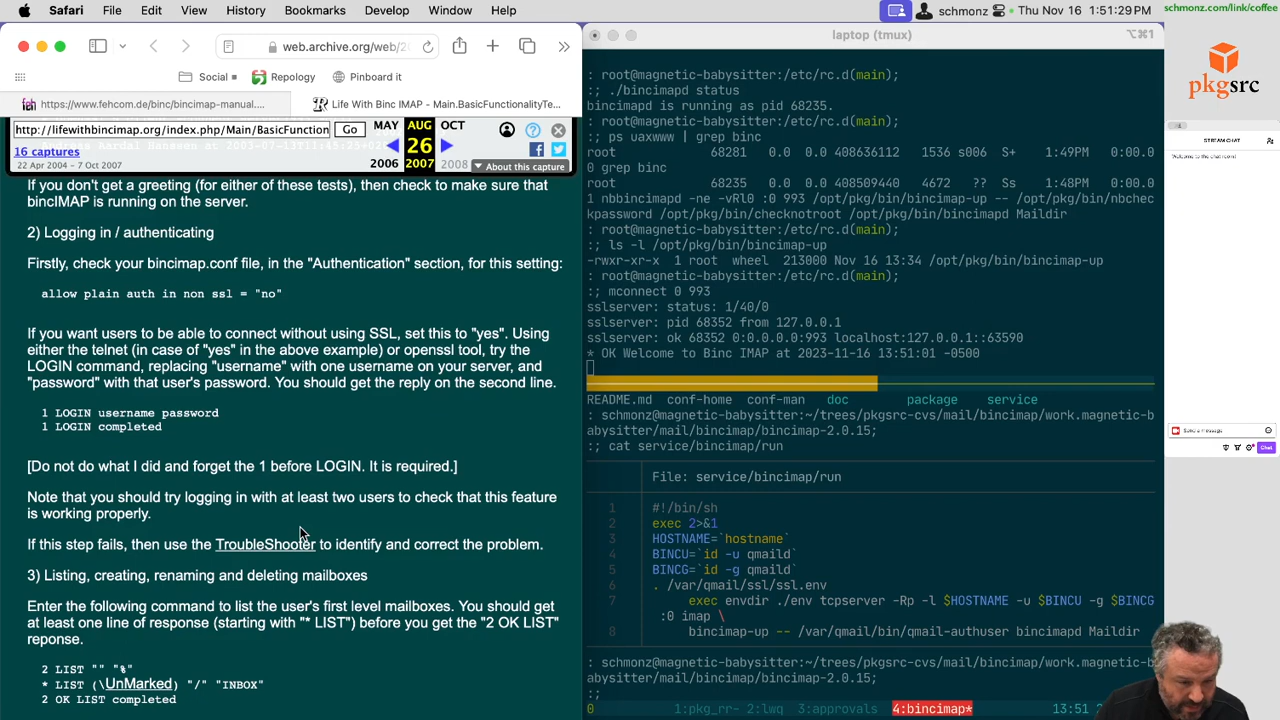 Safari File Edit View History Bookmarks Develop Window Help
schmonz Thu Nov 16 1:51:29 PM
schmonz.com/link/coffee
web.archive.org/web/2
Social Repology Pinboard it
https://www.fehcom.de/binc/bincimap-manual....
Life With Binc IMAP - Main.BasicFunctionalityTe...
http://lifewithbincimap.org/index.php/Main/BasicFunction Go
MAY AUG OCT
16 captures
26
22 Apr 2004 - 7 Oct 2007
2006 2007 2008
About this capture
If you don't get a greeting (for either of these tests), then check to make sure that
bincIMAP is running on the server.
2) Logging in / authenticating
Firstly, check your bincimap.conf file, in the "Authentication" section, for this setting:
allow plain auth in non ssl = "no"
If you want users to be able to connect without using SSL, set this to "yes". Using
either the telnet (in case of "yes" in the above example) or openssl tool, try the
LOGIN command, replacing "username" with one username on your server, and
"password" with that user's password. You should get the reply on the second line.
1 LOGIN username password
1 LOGIN completed
[Do not do what I did and forget the 1 before LOGIN. It is required.]
Note that you should try logging in with at least two users to check that this feature
is working properly.
If this step fails, then use the TroubleShooter to identify and correct the problem.
3) Listing, creating, renaming and deleting mailboxes
Enter the following command to list the user's first level mailboxes. You should get
at least one line of response (starting with "* LIST") before you get the "2 OK LIST"
reponse.
2 LIST "" "%"
* LIST (\UnMarked) "/" "INBOX"
2 OK LIST completed
laptop (tmux)
⌥⌘1
: root@magnetic-babysitter:/etc/rc.d(main);
:; ./bincimapd status
bincimapd is running as pid 68235.
: root@magnetic-babysitter:/etc/rc.d(main);
:; ps uaxwww | grep binc
root 68281 0.0 0.0 408636112 1536 s006 S+ 1:49PM 0:00.0
0 grep binc
root 68235 0.0 0.0 408509440 4672 ?? Ss 1:48PM 0:00.0
1 nbbincimapd -ne -vRl0 :0 993 /opt/pkg/bin/bincimap-up -- /opt/pkg/bin/nbchec
kpassword /opt/pkg/bin/checknotroot /opt/pkg/bin/bincimapd Maildir
: root@magnetic-babysitter:/etc/rc.d(main);
:; ls -l /opt/pkg/bin/bincimap-up
-rwxr-xr-x 1 root wheel 213000 Nov 16 13:34 /opt/pkg/bin/bincimap-up
: root@magnetic-babysitter:/etc/rc.d(main);
:; mconnect 0 993
sslserver: status: 1/40/0
sslserver: pid 68352 from 127.0.0.1
sslserver: ok 68352 0:0.0.0.0:993 localhost:127.0.0.1::63590
* OK Welcome to Binc IMAP at 2023-11-16 13:51:01 -0500
README.md conf-home conf-man doc package service
: schmonz@magnetic-babysitter:~/trees/pkgsrc-cvs/mail/bincimap/work.magnetic-b
abysitter/mail/bincimap/bincimap-2.0.15;
:; cat service/bincimap/run
File: service/bincimap/run
1 #!/bin/sh
2 exec 2>&1
3 HOSTNAME=`hostname`
4 BINCU=`id -u qmaild`
5 BINCG=`id -g qmaild`
6 . /var/qmail/ssl/ssl.env
7 exec envdir ./env tcpserver -Rp -l $HOSTNAME -u $BINCU -g $BINCG
:0 imap \
8 bincimap-up -- /var/qmail/bin/qmail-authuser bincimapd Maildir
: schmonz@magnetic-babysitter:~/trees/pkgsrc-cvs/mail/bincimap/work.magnetic-b
abysitter/mail/bincimap/bincimap-2.0.15;
:;
0 1:pkg_rr- 2:lwq 3:approvals 4:bincimap* 13:51
pkgsrc
STREAM CHAT
Welcome to the chat room!
Send a message
Chat